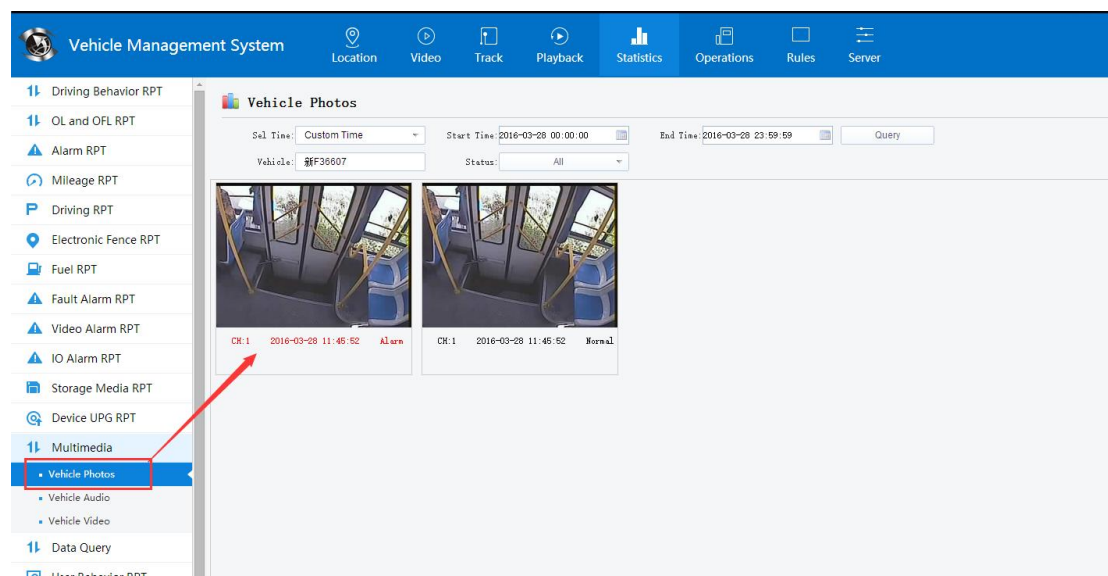 Vehicle Management System
Location
Video
Track
Playback
Statistics
Operations
Rules
Server
Driving Behavior RPT
OL and OFL RPT
Alarm RPT
Mileage RPT
Driving RPT
Electronic Fence RPT
Fuel RPT
Fault Alarm RPT
Video Alarm RPT
IO Alarm RPT
Storage Media RPT
Device UPG RPT
Multimedia
Vehicle Photos
Vehicle Audio
Vehicle Video
Data Query
User Behavior RPT
Vehicle Photos
Sel Time: Custom Time Start Time: 2016-03-28 00:00:00 End Time: 2016-03-28 23:59:59 Query
Vehicle: 新F36607 Status: All
CH:1 2016-03-28 11:45:52 Alarm
CH:1 2016-03-28 11:45:52 Normal